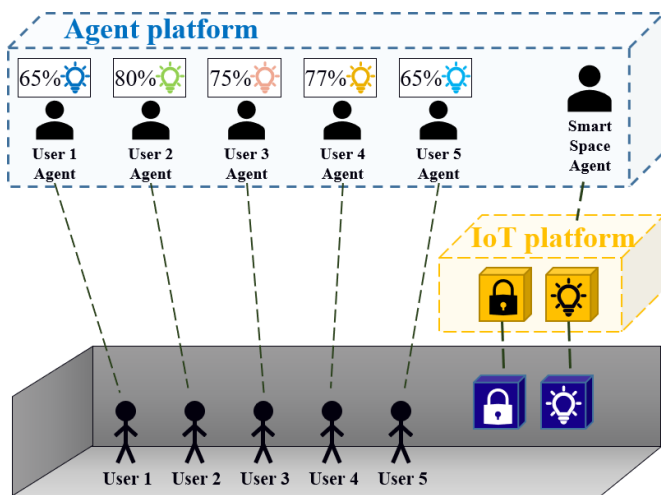 Agent platform
65%
80%
75%
77%
65%
User 1
Agent
User 2
Agent
User 3
Agent
User 4
Agent
User 5
Agent
Smart
Space
Agent
IoT platform
User 1
User 2
User 3
User 4
User 5